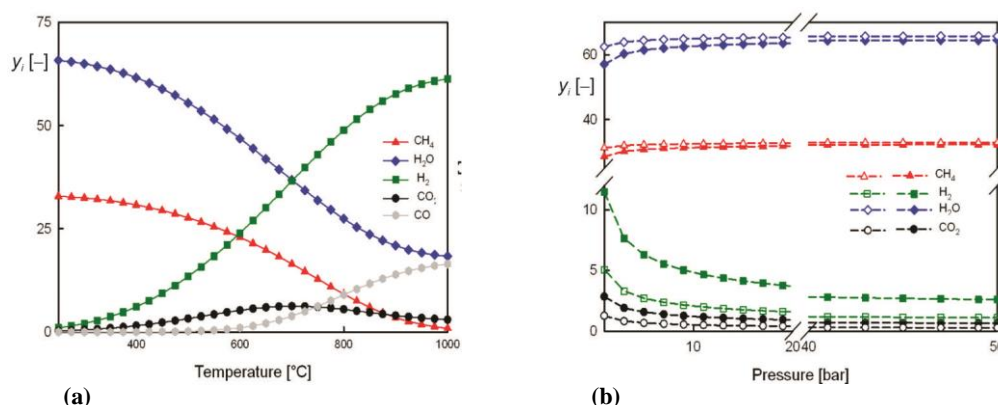 75
y_i [–]
50
25
0
CH4
H2O
H2
CO2
CO
400
600
800
1000
Temperature [°C]
(a)
60
y_i [–]
40
10
5
0
CH4
H2
H2O
CO2
10
20
40
50
Pressure [bar]
(b)